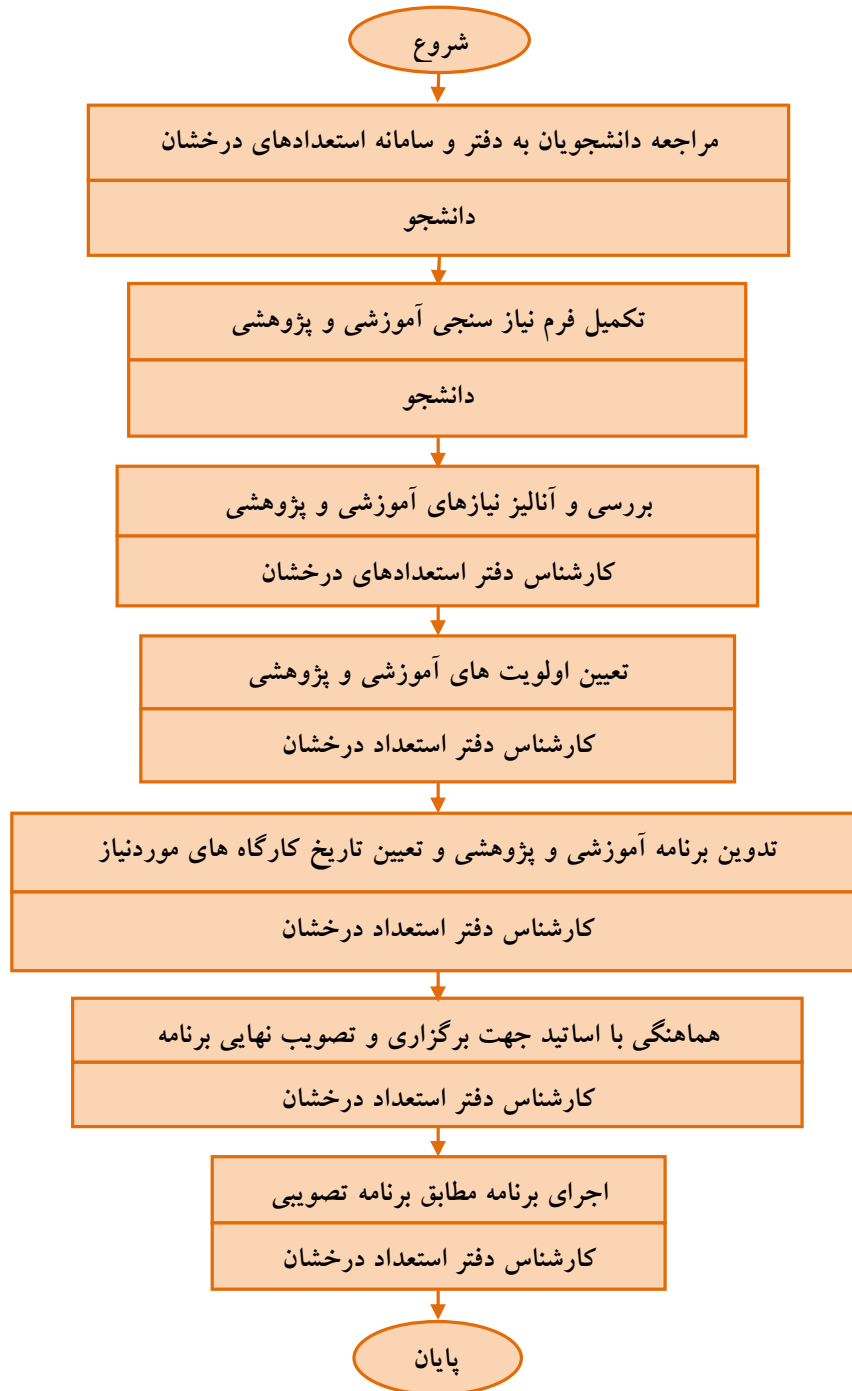 شروع
مراجعه دانشجویان به دفتر و سامانه استعدادهای درخشان
دانشجو
تکمیل فرم نیاز سنجی آموزشی و پژوهشی
دانشجو
بررسی و آنالیز نیازهای آموزشی و پژوهشی
کارشناس دفتر استعدادهای درخشان
تعیین اولویت های آموزشی و پژوهشی
کارشناس دفتر استعداد درخشان
تدوین برنامه آموزشی و پژوهشی و تعیین تاریخ کارگاه های موردنیاز
کارشناس دفتر استعداد درخشان
هماهنگی با اساتید جهت برگزاری و تصویب نهایی برنامه
کارشناس دفتر استعداد درخشان
اجرای برنامه مطابق برنامه تصویبی
کارشناس دفتر استعداد درخشان
پایان